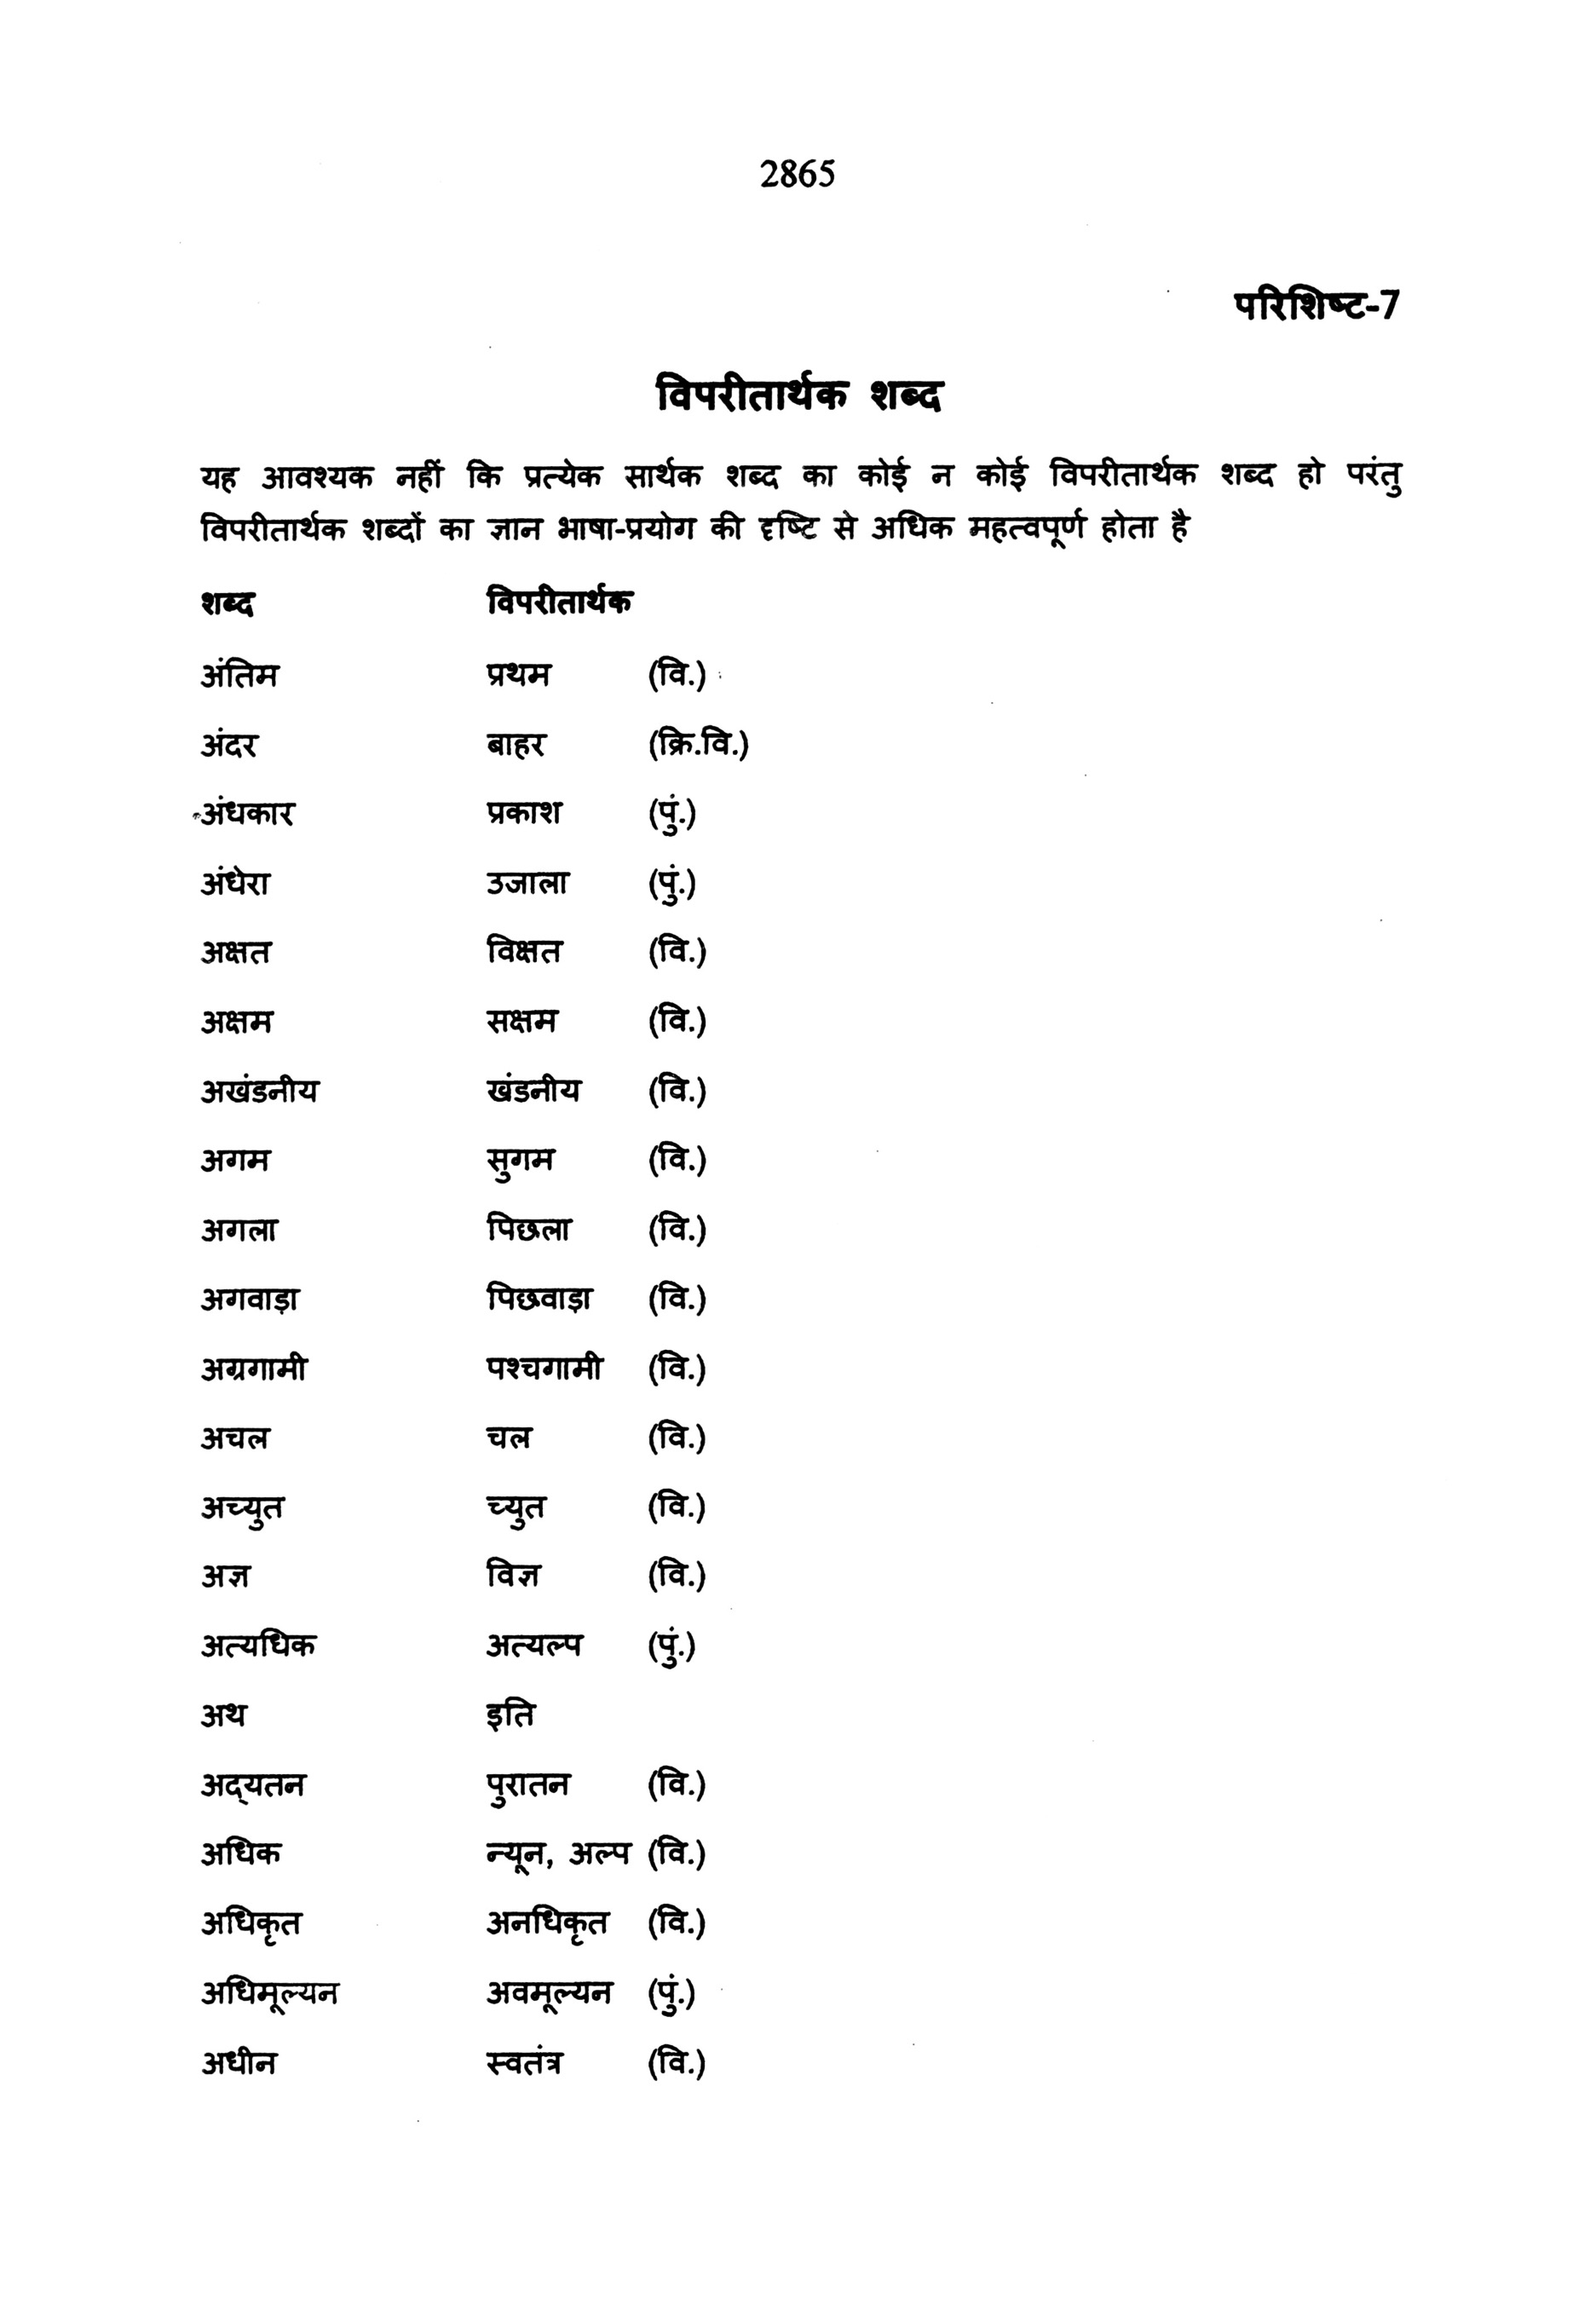 2865
परिशिष्ट-7
विपरीतार्थक शब्द
यह आवश्यक नहीं कि प्रत्येक सार्थक शब्द का कोई न कोई विपरीतार्थक शब्द हो परंतु
विपरीतार्थक शब्दों का ज्ञान भाषा-प्रयोग की दृष्टि से अधिक महत्वपूर्ण होता है
शब्द विपरीतार्थक
अंतिम प्रथम (वि.)
अंदर बाहर (क्रि.वि.)
अंधकार प्रकाश (पुं.)
अंधेरा उजाला (पुं.)
अक्षत विक्षत (वि.)
अक्षम सक्षम (वि.)
अखंडनीय खंडनीय (वि.)
अगम सुगम (वि.)
अगला पिछला (वि.)
अगवाड़ा पिछवाड़ा (वि.)
अग्रगामी पश्चगामी (वि.)
अचल चल (वि.)
अच्युत च्युत (वि.)
अज्ञ विज्ञ (वि.)
अत्यधिक अत्यल्प (पुं.)
अथ इति
अद्‌यतन पुरातन (वि.)
अधिक न्यून, अल्प (वि.)
अधिकृत अनधिकृत (वि.)
अधिमूल्यन अवमूल्यन (पुं.)
अधीन स्वतंत्र (वि.)